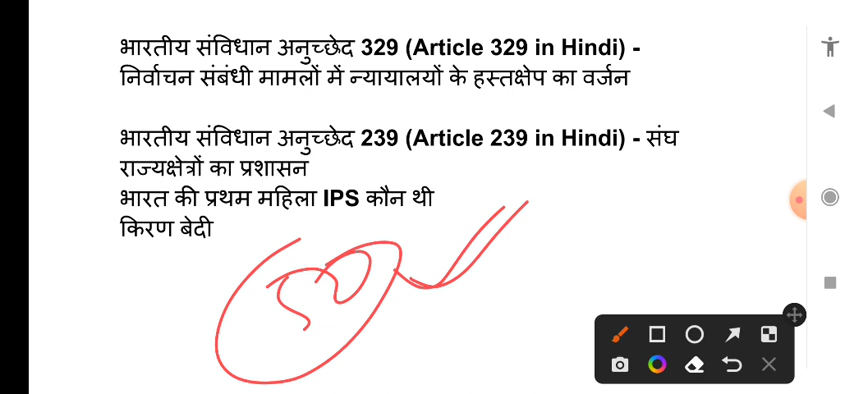 भारतीय संविधान अनुच्छेद 329 (Article 329 in Hindi) -
निर्वाचन संबंधी मामलों में न्यायालयों के हस्तक्षेप का वर्जन
भारतीय संविधान अनुच्छेद 239 (Article 239 in Hindi) - संघ
राज्यक्षेत्रों का प्रशासन
भारत की प्रथम महिला IPS कौन थी
किरण बेदी